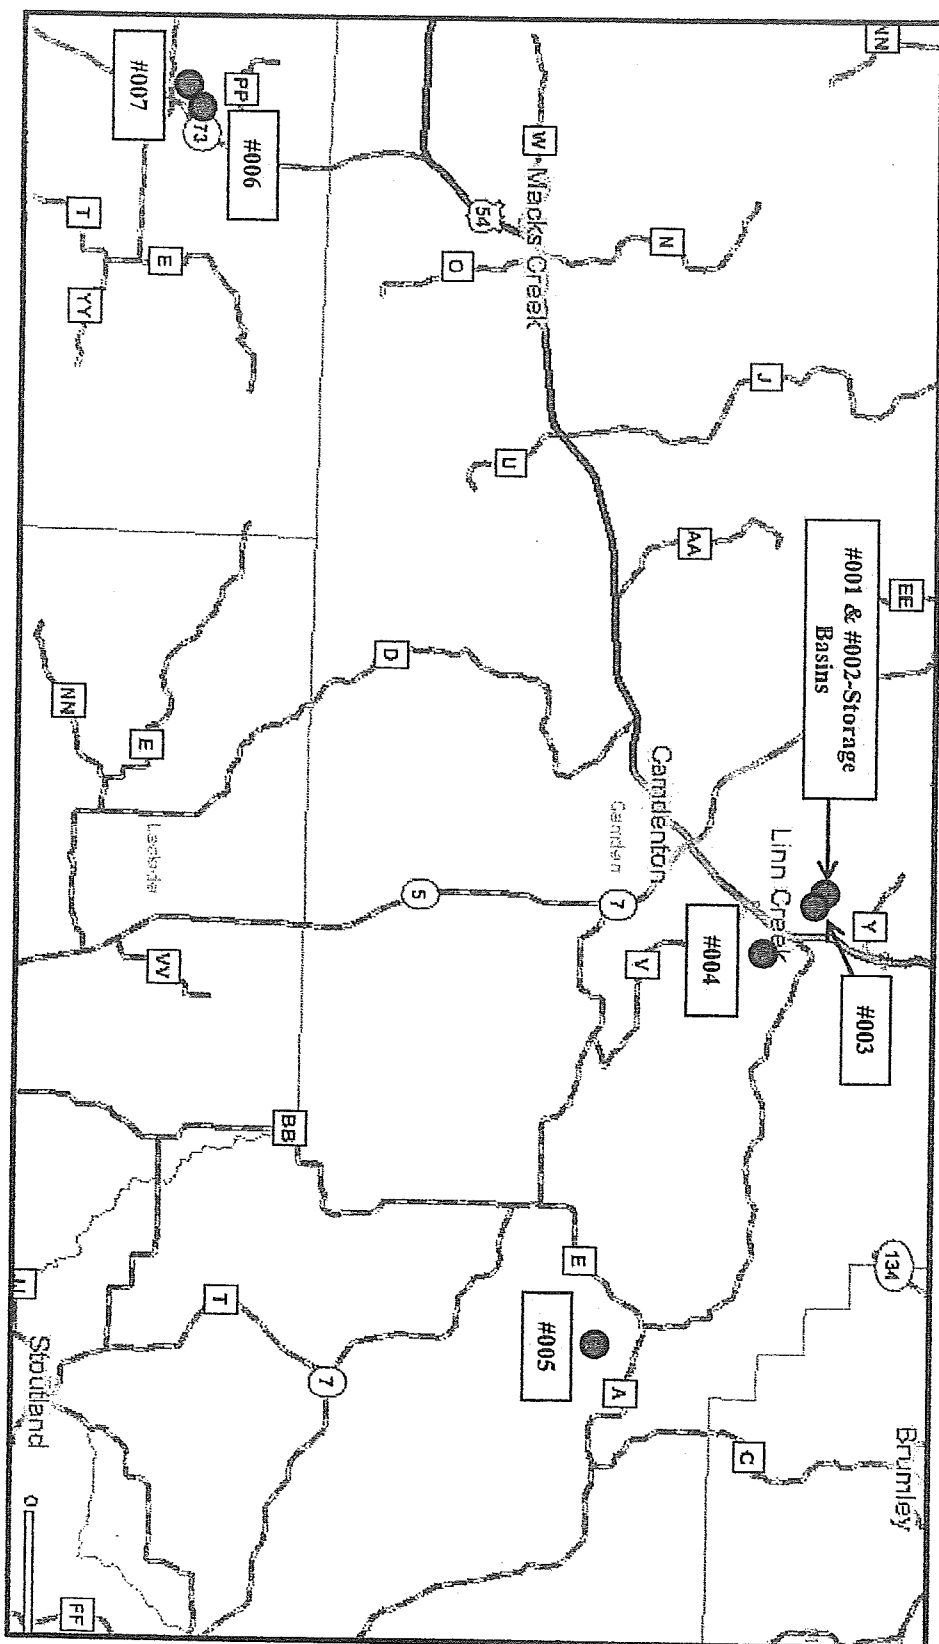 NN
EE
#001 & #002-Storage
Basins
Y
#003
134
Brumley
J
AA
Linn Creek
C
W
Macks Creek
N
54
O
U
Camdenton
Camden
7
V
#004
E
A
#005
PP
#006
73
#007
D
5
BB
7
T
E
T
YY
E
NN
VV
Stoutland
0
FF